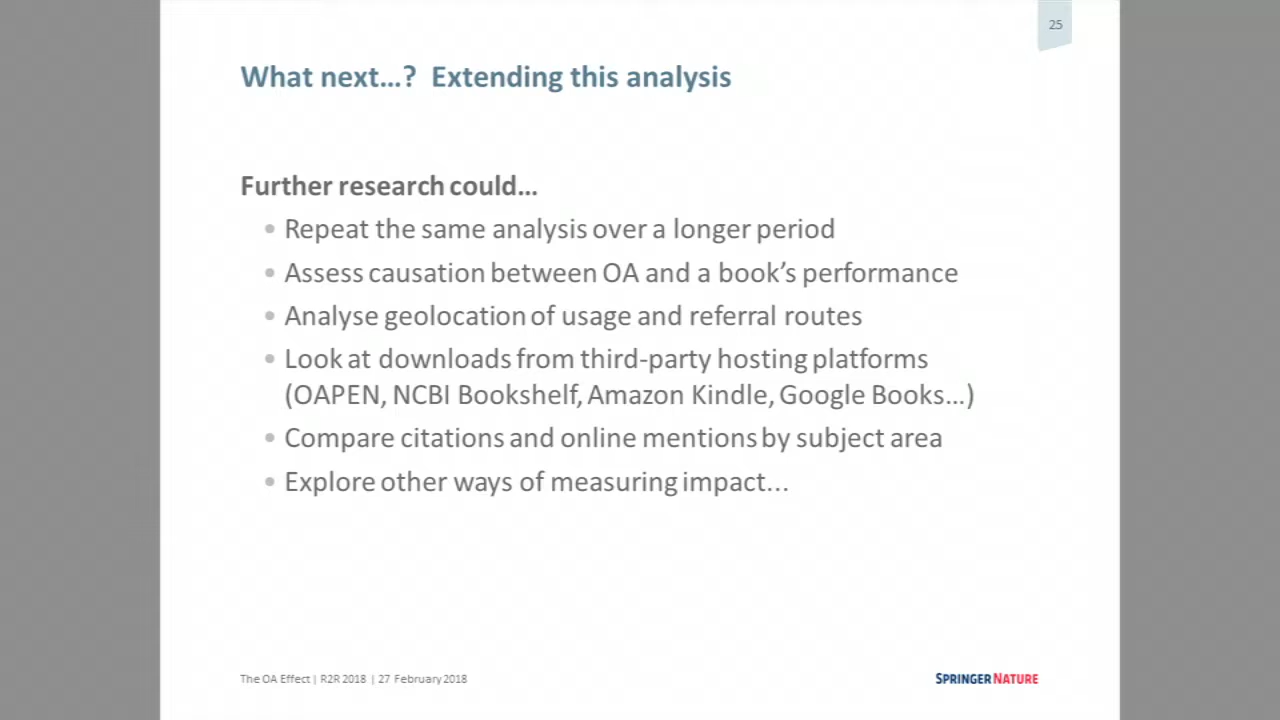 25
What next...? Extending this analysis
Further research could...
• Repeat the same analysis over a longer period
• Assess causation between OA and a book's performance
• Analyse geolocation of usage and referral routes
• Look at downloads from third-party hosting platforms
(OAPEN, NCBI Bookshelf, Amazon Kindle, Google Books...)
• Compare citations and online mentions by subject area
• Explore other ways of measuring impact...
The OA Effect | R2R 2018 | 27 February 2018
SPRINGER NATURE